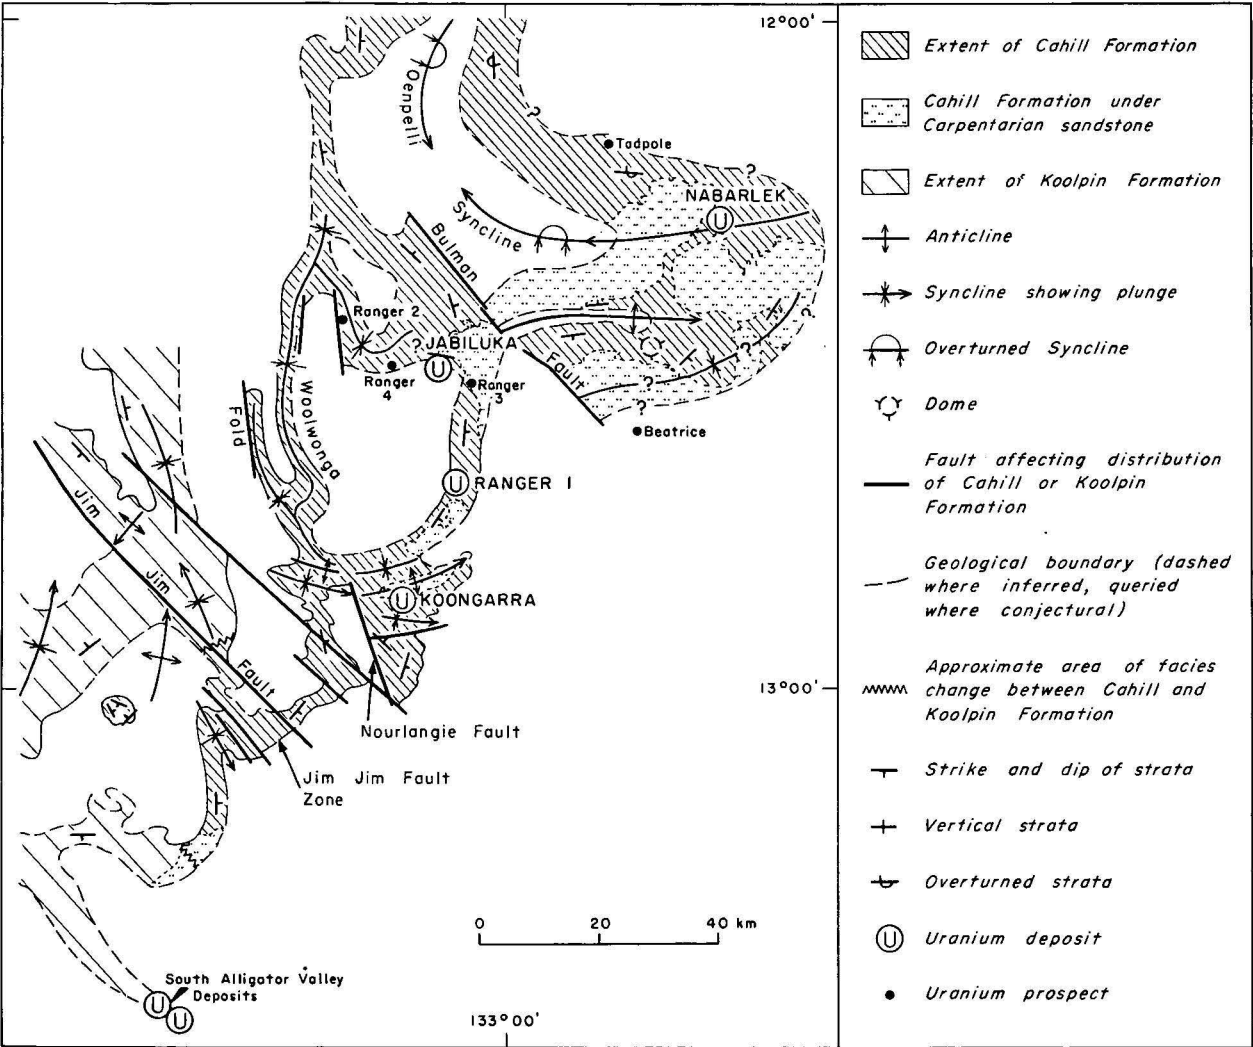 12°00'
Oenpelli
?
Tadpole
?
NABARLEK
U
Syncline
Bulman
Ranger 2
?
JABILUKA
U
Ranger
4
Ranger
3
Fault
?
?
?
?
Beatrice
Woolwonga
Fold
U RANGER 1
Jim
Jim
Fault
U KOONGARRA
13°00'
Nourlangie Fault
Jim Jim Fault
Zone
0 20 40 km
South Alligator Valley
Deposits
U
U
133°00'
Extent of Cahill Formation
Cahill Formation under
Carpentarian sandstone
Extent of Koolpin Formation
Anticline
Syncline showing plunge
Overturned Syncline
Dome
Fault affecting distribution
of Cahill or Koolpin
Formation
Geological boundary (dashed
where inferred, queried
where conjectural)
Approximate area of facies
change between Cahill and
Koolpin Formation
Strike and dip of strata
Vertical strata
Overturned strata
U Uranium deposit
Uranium prospect